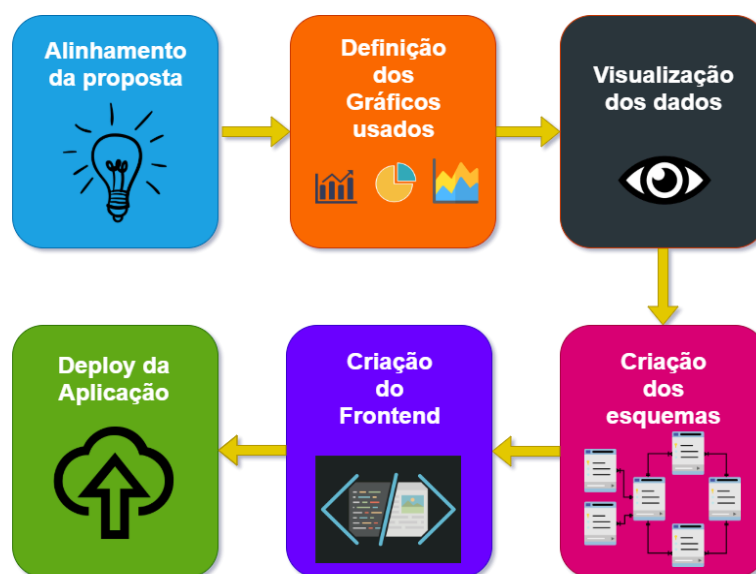 Alinhamento
da proposta
Definição
dos
Gráficos
usados
Visualização
dos dados
Criação
dos
esquemas
Criação
do
Frontend
Deploy da
Aplicação